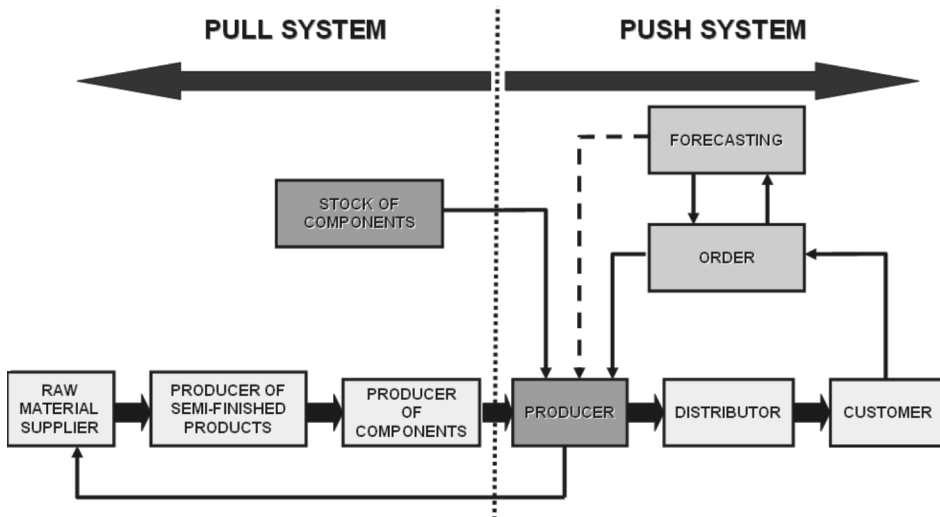 PULL SYSTEM
PUSH SYSTEM
FORECASTING
STOCK OF
COMPONENTS
ORDER
RAW
MATERIAL
SUPPLIER
PRODUCER OF
SEMI-FINISHED
PRODUCTS
PRODUCER
OF
COMPONENTS
PRODUCER
DISTRIBUTOR
CUSTOMER